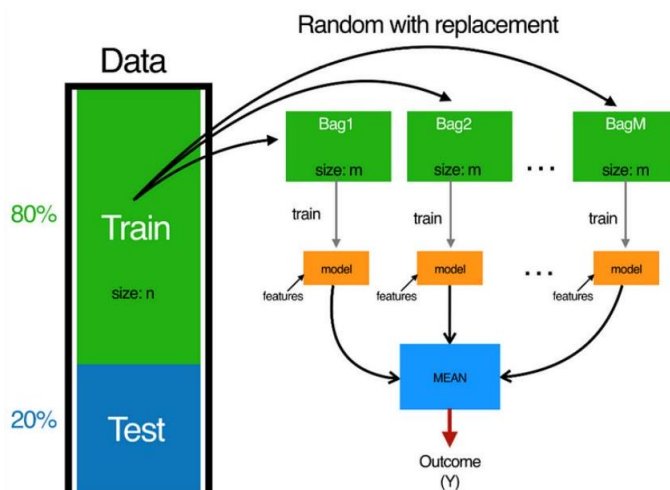 Random with replacement
Data
80%
Train
size: n
20%
Test
Bag1
size: m
Bag2
size: m
...
BagM
size: m
train
train
train
model
model
...
model
features
features
features
MEAN
Outcome
(Y)